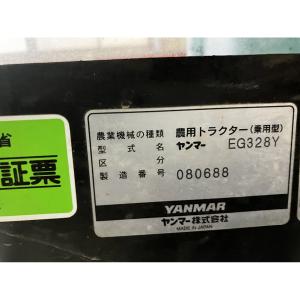 省
証票
農業機械の種類 農用トラクター(乗用型)
型式名 ヤンマー EG328Y
区分
製造番号 080688
YANMAR
ヤンマー株式会社
MADE IN JAPAN